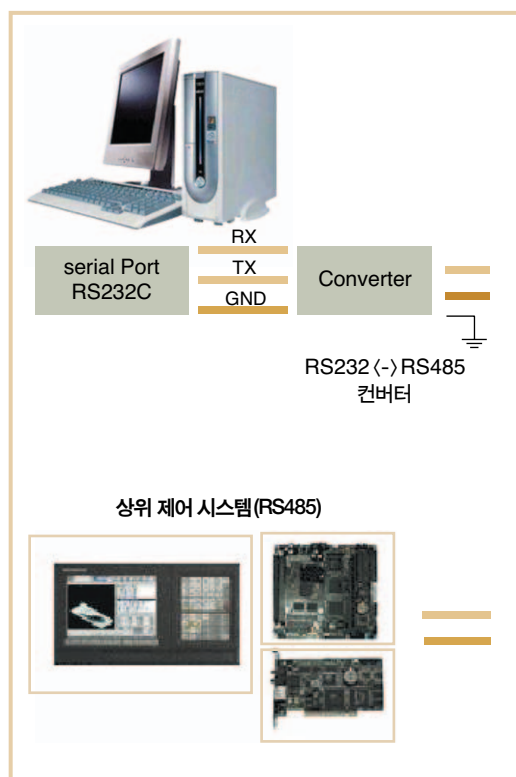 RX
serial Port
RS232C
TX
GND
Converter
RS232〈-〉RS485
컨버터
상위 제어 시스템(RS485)